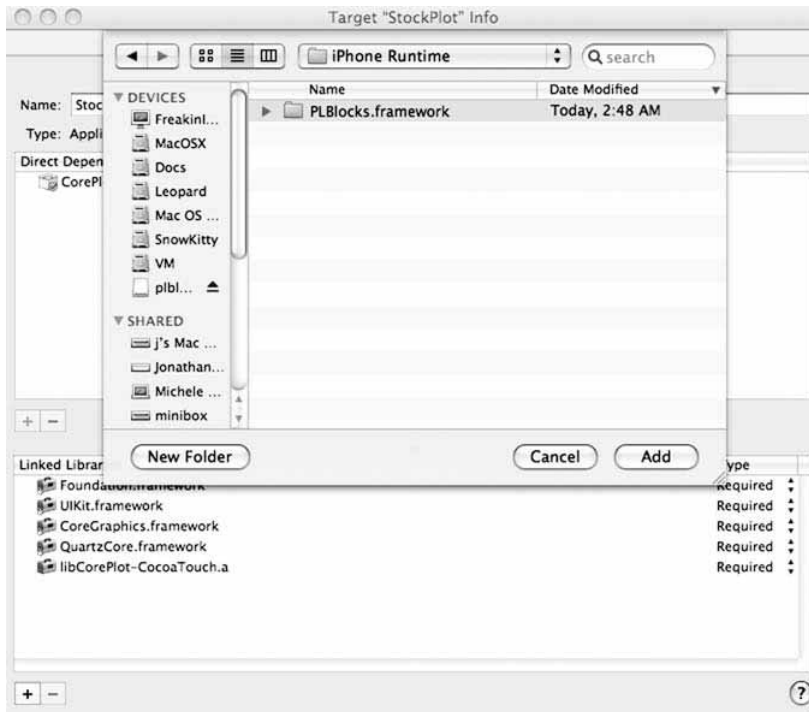 Target "StockPlot" Info
iPhone Runtime
search
Name: Stoc
Type: Appli
Direct Depen
CorePl
DEVICES
Freakinl...
MacOSX
Docs
Leopard
Mac OS ...
SnowKitty
VM
plbl...
SHARED
j's Mac ...
Jonathan...
Michele ...
minibox
Name Date Modified
PLBlocks.framework Today, 2:48 AM
New Folder Cancel Add
Linked Librar ype
Foundation.framework Required
UIKit.framework Required
CoreGraphics.framework Required
QuartzCore.framework Required
libCorePlot-CocoaTouch.a Required
+ − ?